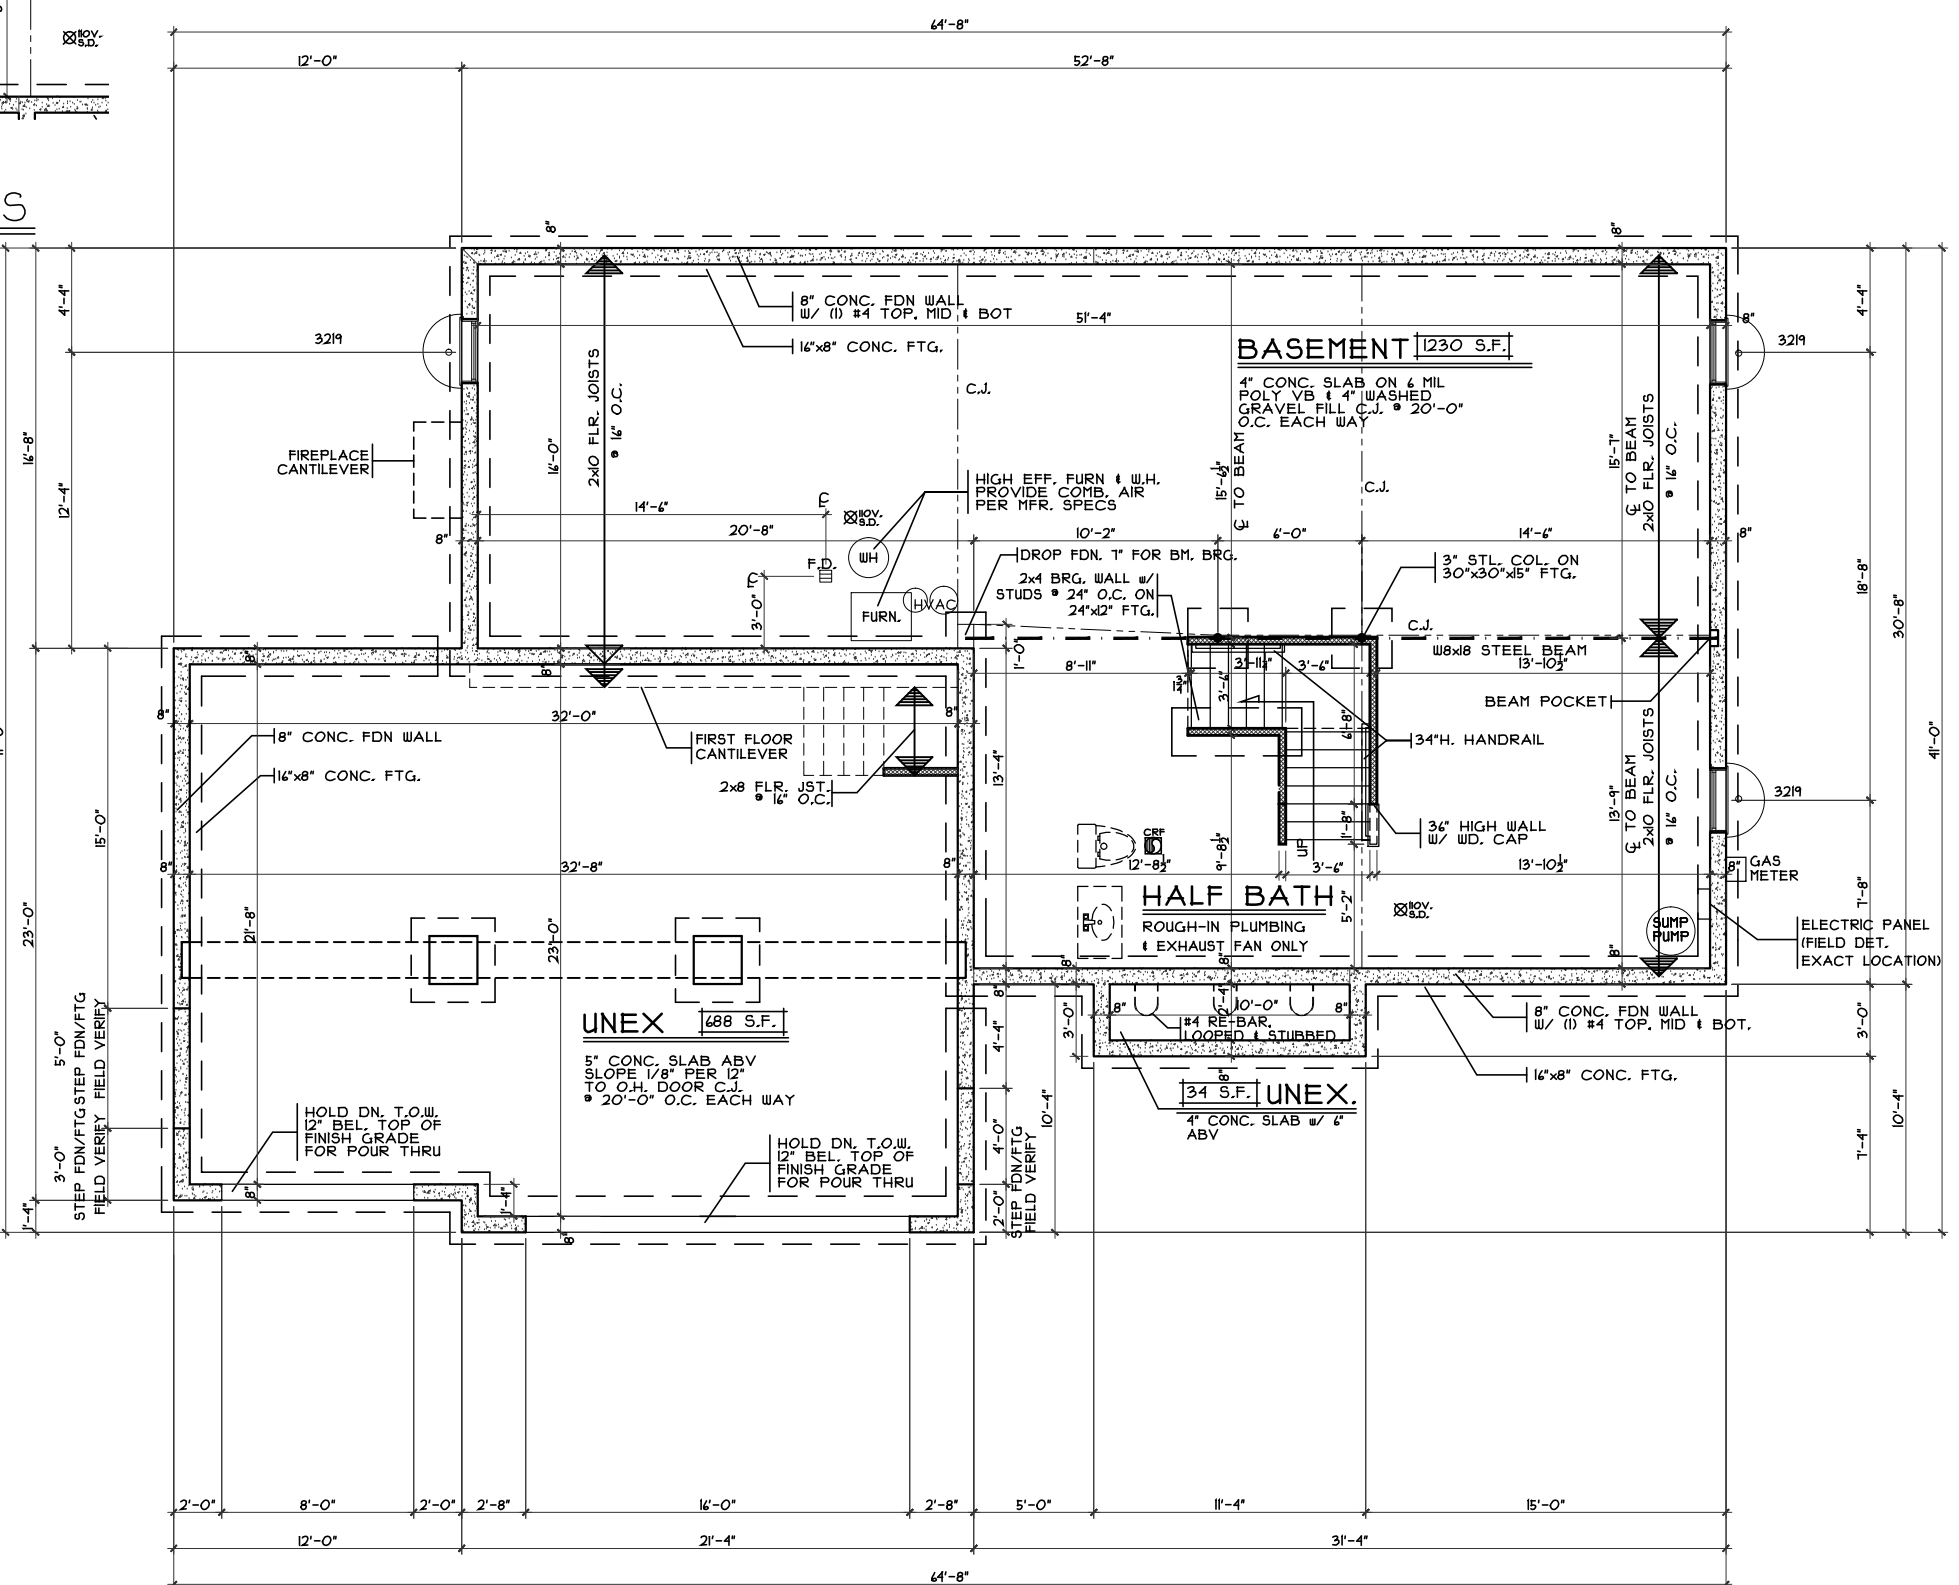 64'-8"
12'-0"
52'-8"
110V.
S.D.
S
8"
8"
4'-4"
3219
8" CONC. FDN WALL
W/ (1) #4 TOP, MID & BOT
16"x8" CONC. FTG.
51'-4"
BASEMENT 1230 S.F.
4" CONC. SLAB ON 6 MIL
POLY VB & 4" WASHED
GRAVEL FILL C.J. @ 20'-0"
O.C. EACH WAY
8"
3219
4'-4"
C.J.
2x10 FLR. JOISTS
@ 16" O.C.
16'-8"
12'-4"
16'-0"
FIREPLACE
CANTILEVER
HIGH EFF. FURN & W.H.
PROVIDE COMB. AIR
PER MFR. SPECS
15'-6½"
℄ TO BEAM
C.J.
15'-7"
℄ TO BEAM
2x10 FLR. JOISTS
@ 16" O.C.
14'-6"
℄
110V.
S.D.
8"
20'-8"
10'-2"
6'-0"
14'-6"
8"
WH
F.D.
℄
3'-0"
HVAC
FURN.
DROP FDN. 7" FOR BM. BRG.
2x4 BRG. WALL w/
STUDS @ 24" O.C. ON
24"x12" FTG.
3" STL. COL. ON
30"x30"x15" FTG.
18'-8"
30'-8"
C.J.
W8x18 STEEL BEAM
1'-0"
8'-11"
3'-11½"
3'-6"
13'-10½"
3'-6"
BEAM POCKET
8"
8"
8"
32'-0"
8"
8" CONC. FDN WALL
16"x8" CONC. FTG.
FIRST FLOOR
CANTILEVER
2x8 FLR. JST.
@ 16" O.C.
13'-4"
6'-8"
34"H. HANDRAIL
13'-9"
℄ TO BEAM
2x10 FLR. JOISTS
@ 16" O.C.
3219
41'-0"
15'-0"
36" HIGH WALL
W/ WD. CAP
1'-8"
UP
CRF
12'-8½"
9'-8½"
3'-6"
13'-10½"
8"
GAS
METER
8"
32'-8"
8"
HALF BATH
ROUGH-IN PLUMBING
& EXHAUST FAN ONLY
5'-2"
110V.
S.D.
SUMP
PUMP
7'-8"
ELECTRIC PANEL
(FIELD DET.
EXACT LOCATION)
23'-0"
21'-8"
23'-0"
8"
8"
8"
8"
UNEX 688 S.F.
5" CONC. SLAB ABV
SLOPE 1/8" PER 12"
TO O.H. DOOR C.J.
@ 20'-0" O.C. EACH WAY
4'-4"
3'-0"
8"
2'-4"
10'-0"
8"
#4 RE-BAR.
LOOPED & STUBBED
8" CONC. FDN WALL
W/ (1) #4 TOP, MID & BOT.
3'-0"
3'-0"
16"x8" CONC. FTG.
8"
34 S.F. UNEX.
4" CONC. SLAB w/ 6"
ABV
5'-0"
STEP FDN/FTG
FIELD VERIFY
3'-0"
STEP FDN/FTG
FIELD VERIFY
1'-4"
HOLD DN. T.O.W.
12" BEL. TOP OF
FINISH GRADE
FOR POUR THRU
HOLD DN. T.O.W.
12" BEL. TOP OF
FINISH GRADE
FOR POUR THRU
8"
1'-4"
8"
4'-0"
2'-0"
STEP FDN/FTG
FIELD VERIFY
10'-4"
7'-4"
10'-4"
2'-0"
8'-0"
2'-0"
2'-8"
16'-0"
2'-8"
5'-0"
11'-4"
15'-0"
12'-0"
21'-4"
31'-4"
64'-8"